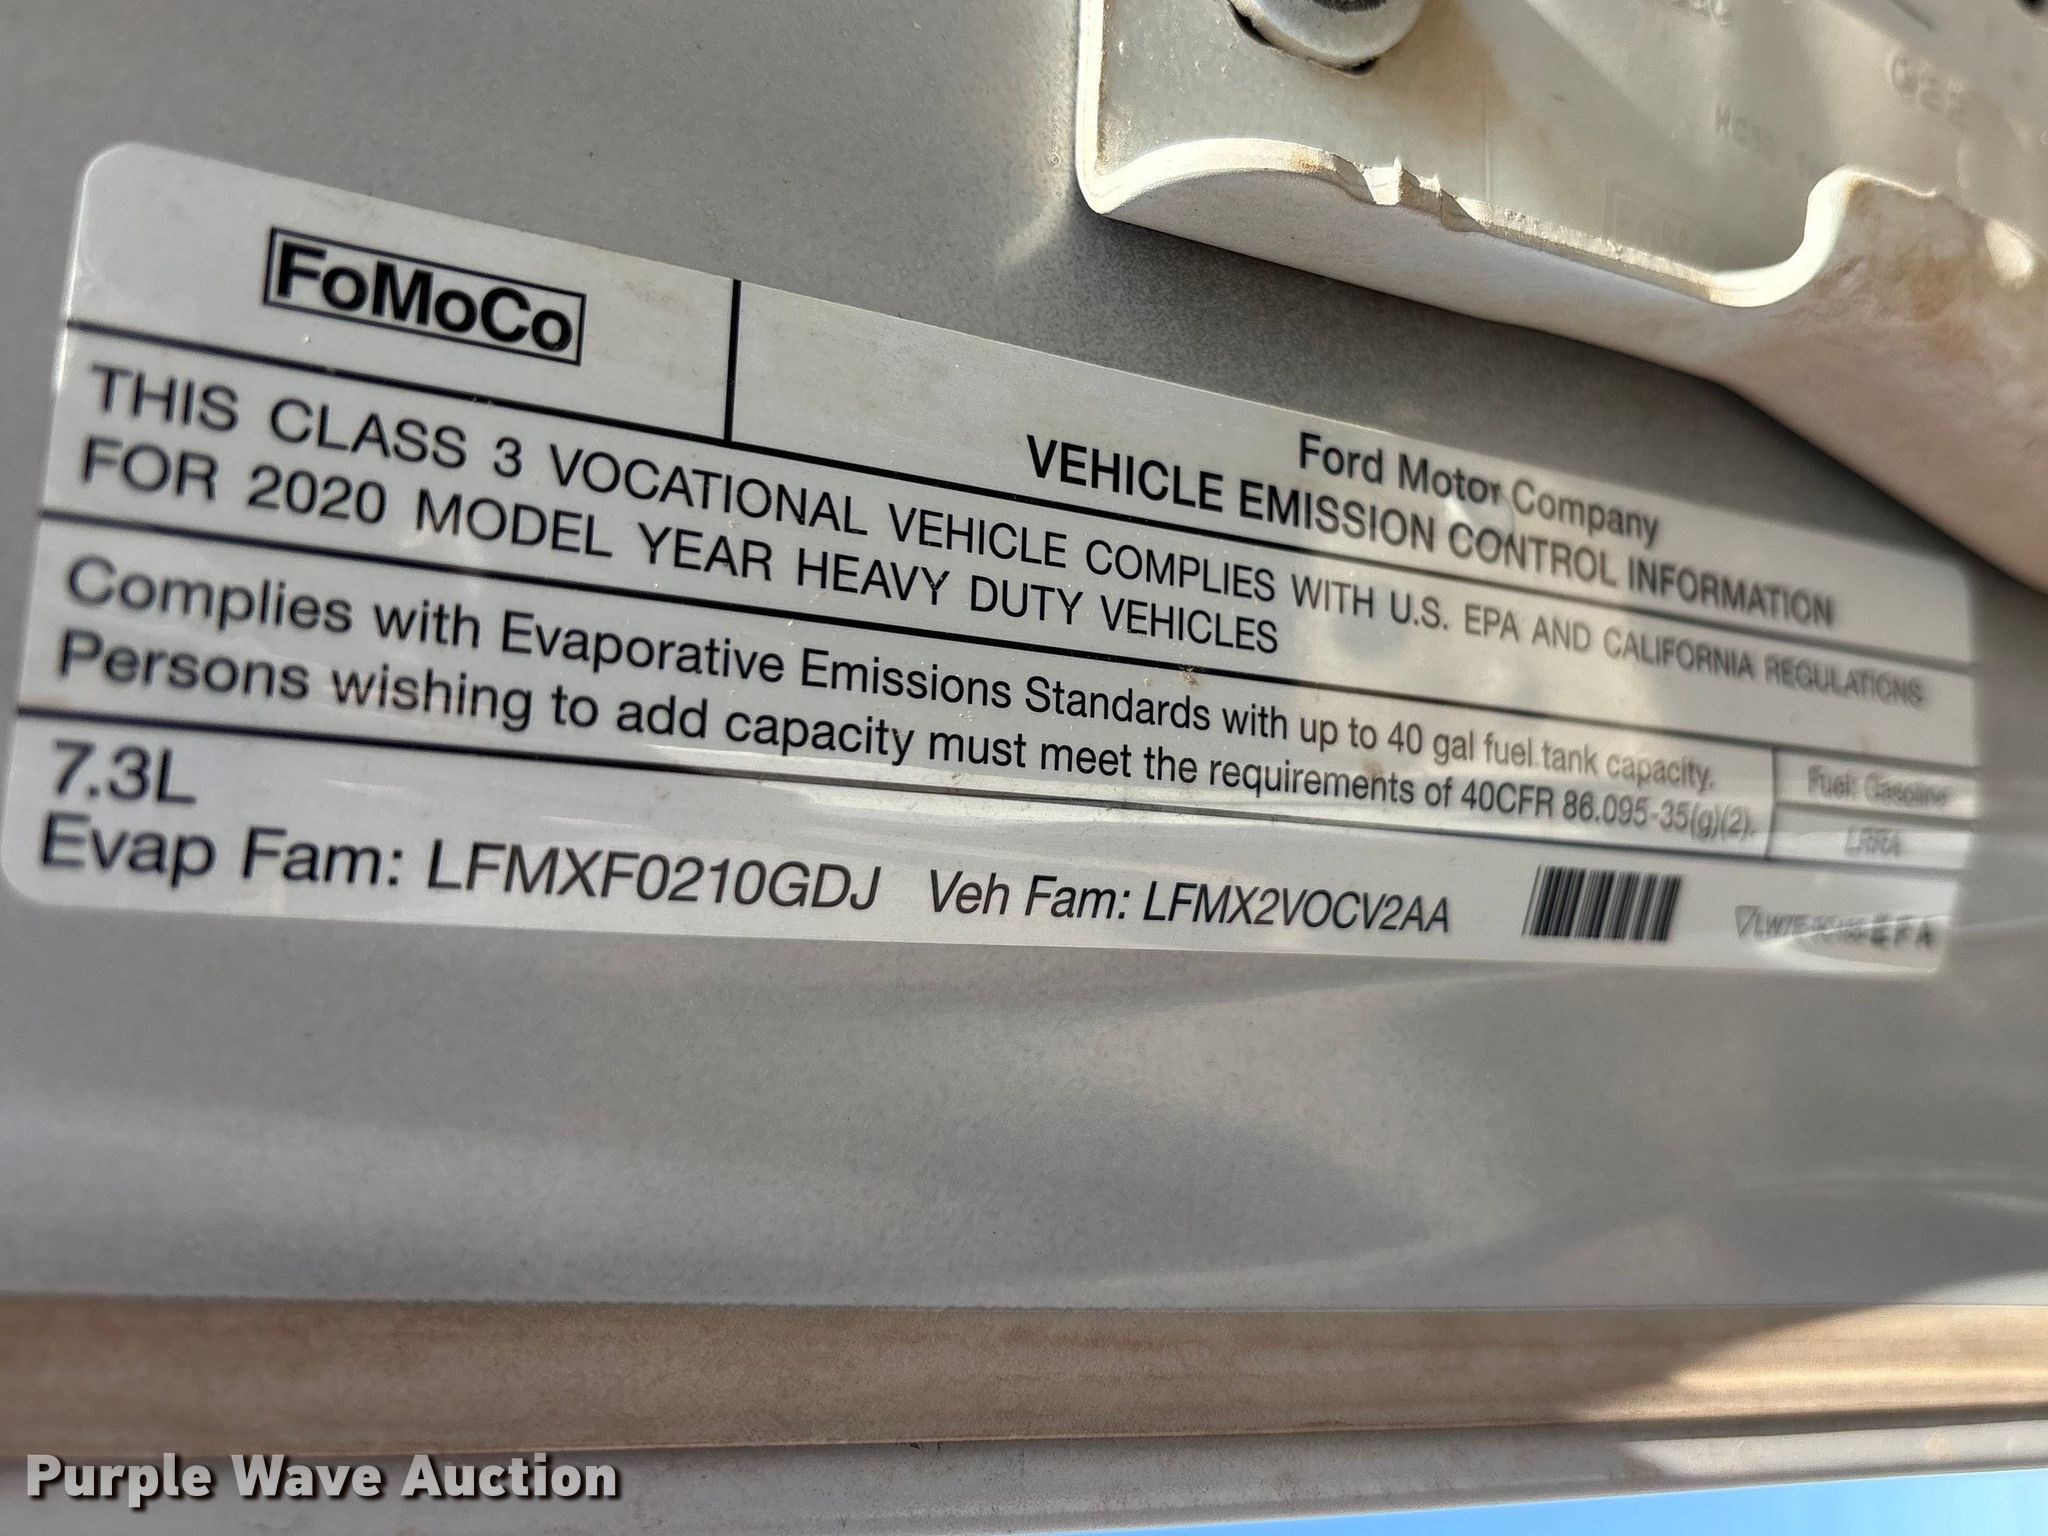 FoMoCo
Ford Motor Company
VEHICLE EMISSION CONTROL INFORMATION
THIS CLASS 3 VOCATIONAL VEHICLE COMPLIES WITH U.S. EPA AND CALIFORNIA REGULATIONS
FOR 2020 MODEL YEAR HEAVY DUTY VEHICLES
Complies with Evaporative Emissions Standards with up to 40 gal fuel tank capacity.
Persons wishing to add capacity must meet the requirements of 40CFR 86.095-35(g)(2).
Fuel: Gasoline
7.3L
Evap Fam: LFMXF0210GDJ Veh Fam: LFMX2VOCV2AA
EFA
Purple Wave Auction